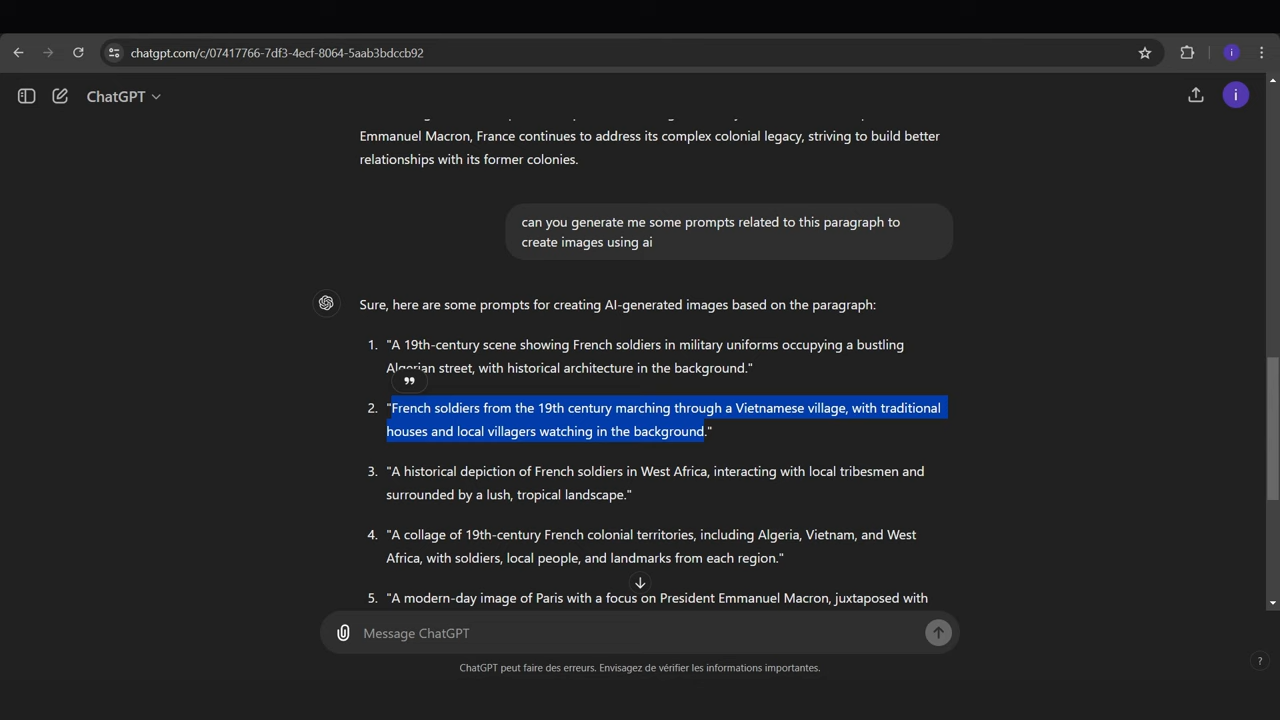 chatgpt.com/c/07417766-7df3-4ecf-8064-5aab3bdccb92
i
ChatGPT
i
Emmanuel Macron, France continues to address its complex colonial legacy, striving to build better
relationships with its former colonies.
can you generate me some prompts related to this paragraph to
create images using ai
Sure, here are some prompts for creating AI-generated images based on the paragraph:
1. "A 19th-century scene showing French soldiers in military uniforms occupying a bustling
Algerian street, with historical architecture in the background."
2. "French soldiers from the 19th century marching through a Vietnamese village, with traditional
houses and local villagers watching in the background."
3. "A historical depiction of French soldiers in West Africa, interacting with local tribesmen and
surrounded by a lush, tropical landscape."
4. "A collage of 19th-century French colonial territories, including Algeria, Vietnam, and West
Africa, with soldiers, local people, and landmarks from each region."
5. "A modern-day image of Paris with a focus on President Emmanuel Macron, juxtaposed with
Message ChatGPT
ChatGPT peut faire des erreurs. Envisagez de vérifier les informations importantes.
?